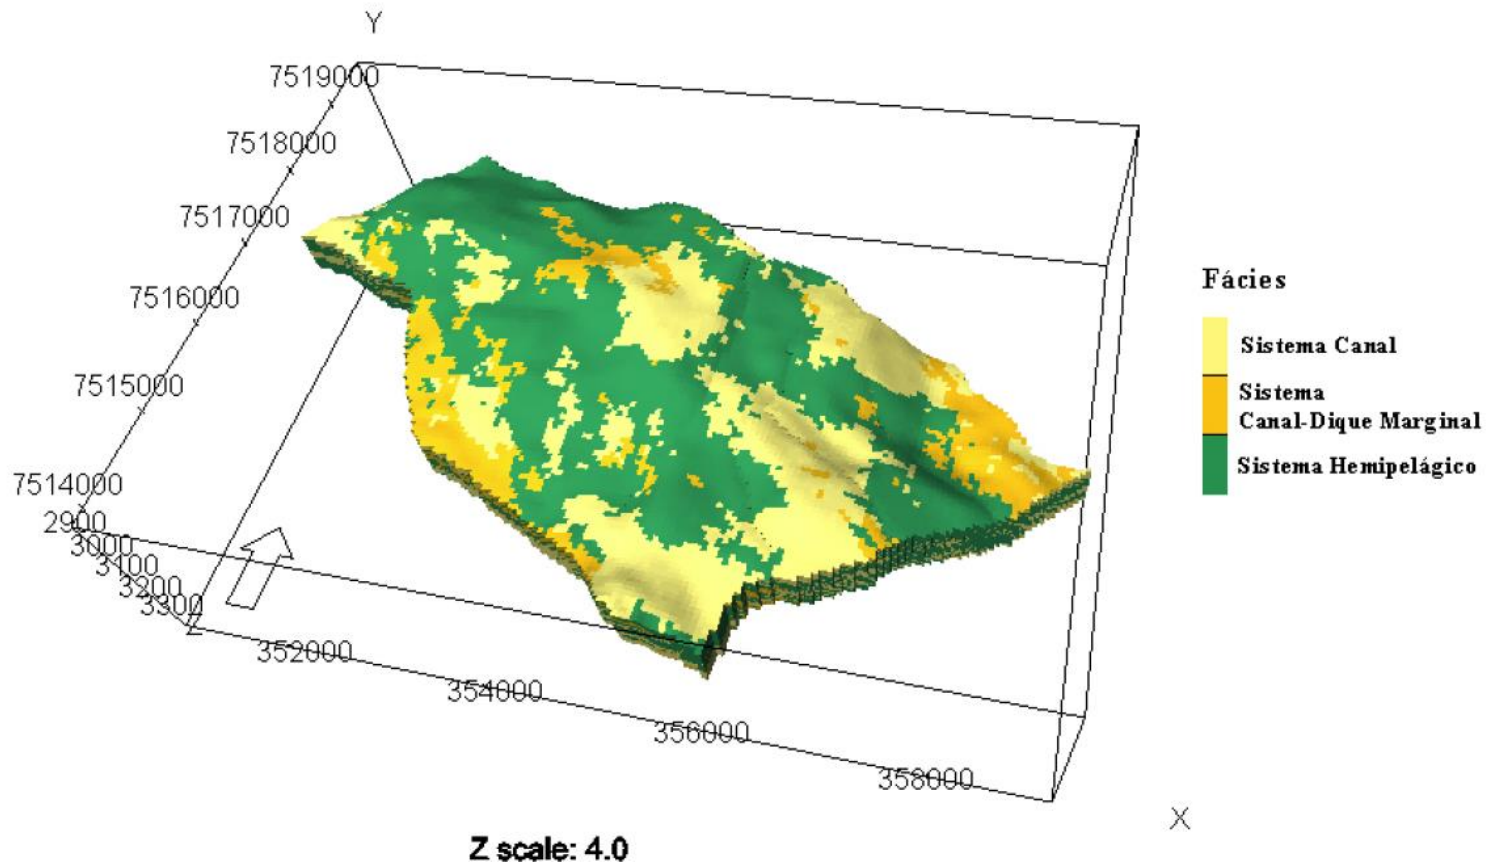 Y
7519000
7518000
7517000
7516000
7515000
7514000
2900
3000
3100
3200
3300
Z
352000
354000
356000
358000
X
Z scale: 4.0
Fácies
Sistema Canal
Sistema
Canal-Dique Marginal
Sistema Hemipelágico